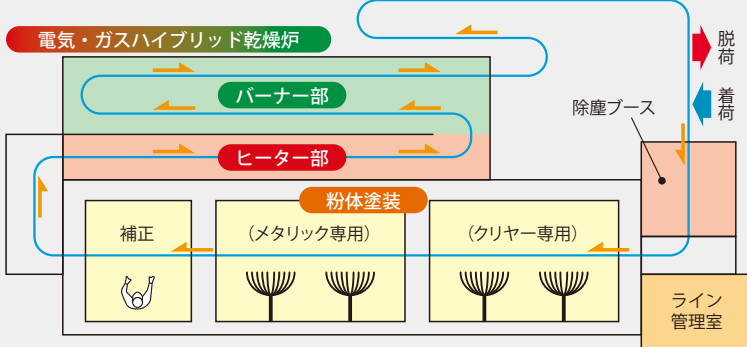 電気・ガスハイブリッド乾燥炉
脱荷
バーナー部
着荷
除塵ブース
ヒーター部
粉体塗装
補正
（メタリック専用）
（クリヤー専用）
ライン
管理室